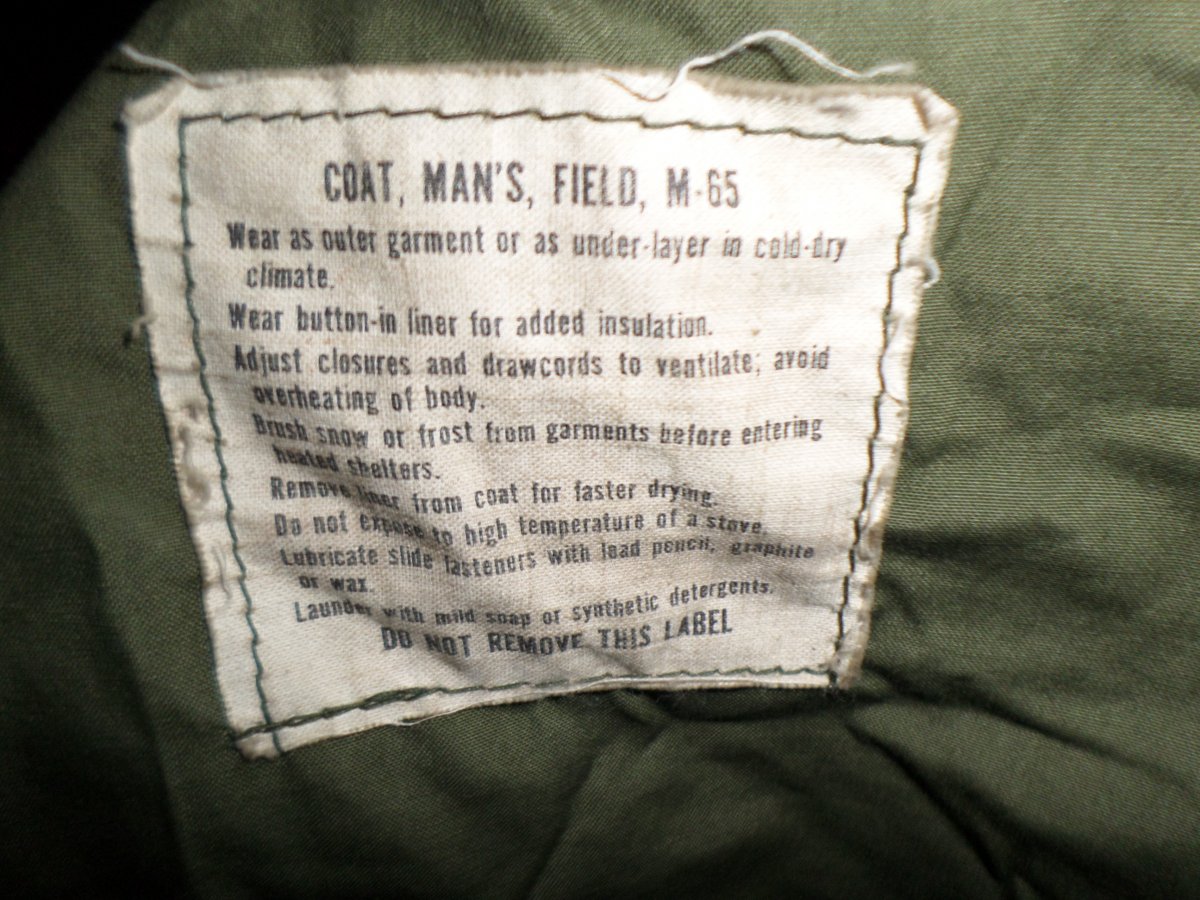 COAT, MAN'S, FIELD, M-65
Wear as outer garment or as under-layer in cold-dry
climate.
Wear button-in liner for added insulation.
Adjust closures and drawcords to ventilate; avoid
overheating of body.
Brush snow or frost from garments before entering
heated shelters.
Remove liner from coat for faster drying.
Do not expose to high temperature of a stove.
Lubricate slide fasteners with lead pencil, graphite
or wax.
Launder with mild soap or synthetic detergents.
DO NOT REMOVE THIS LABEL